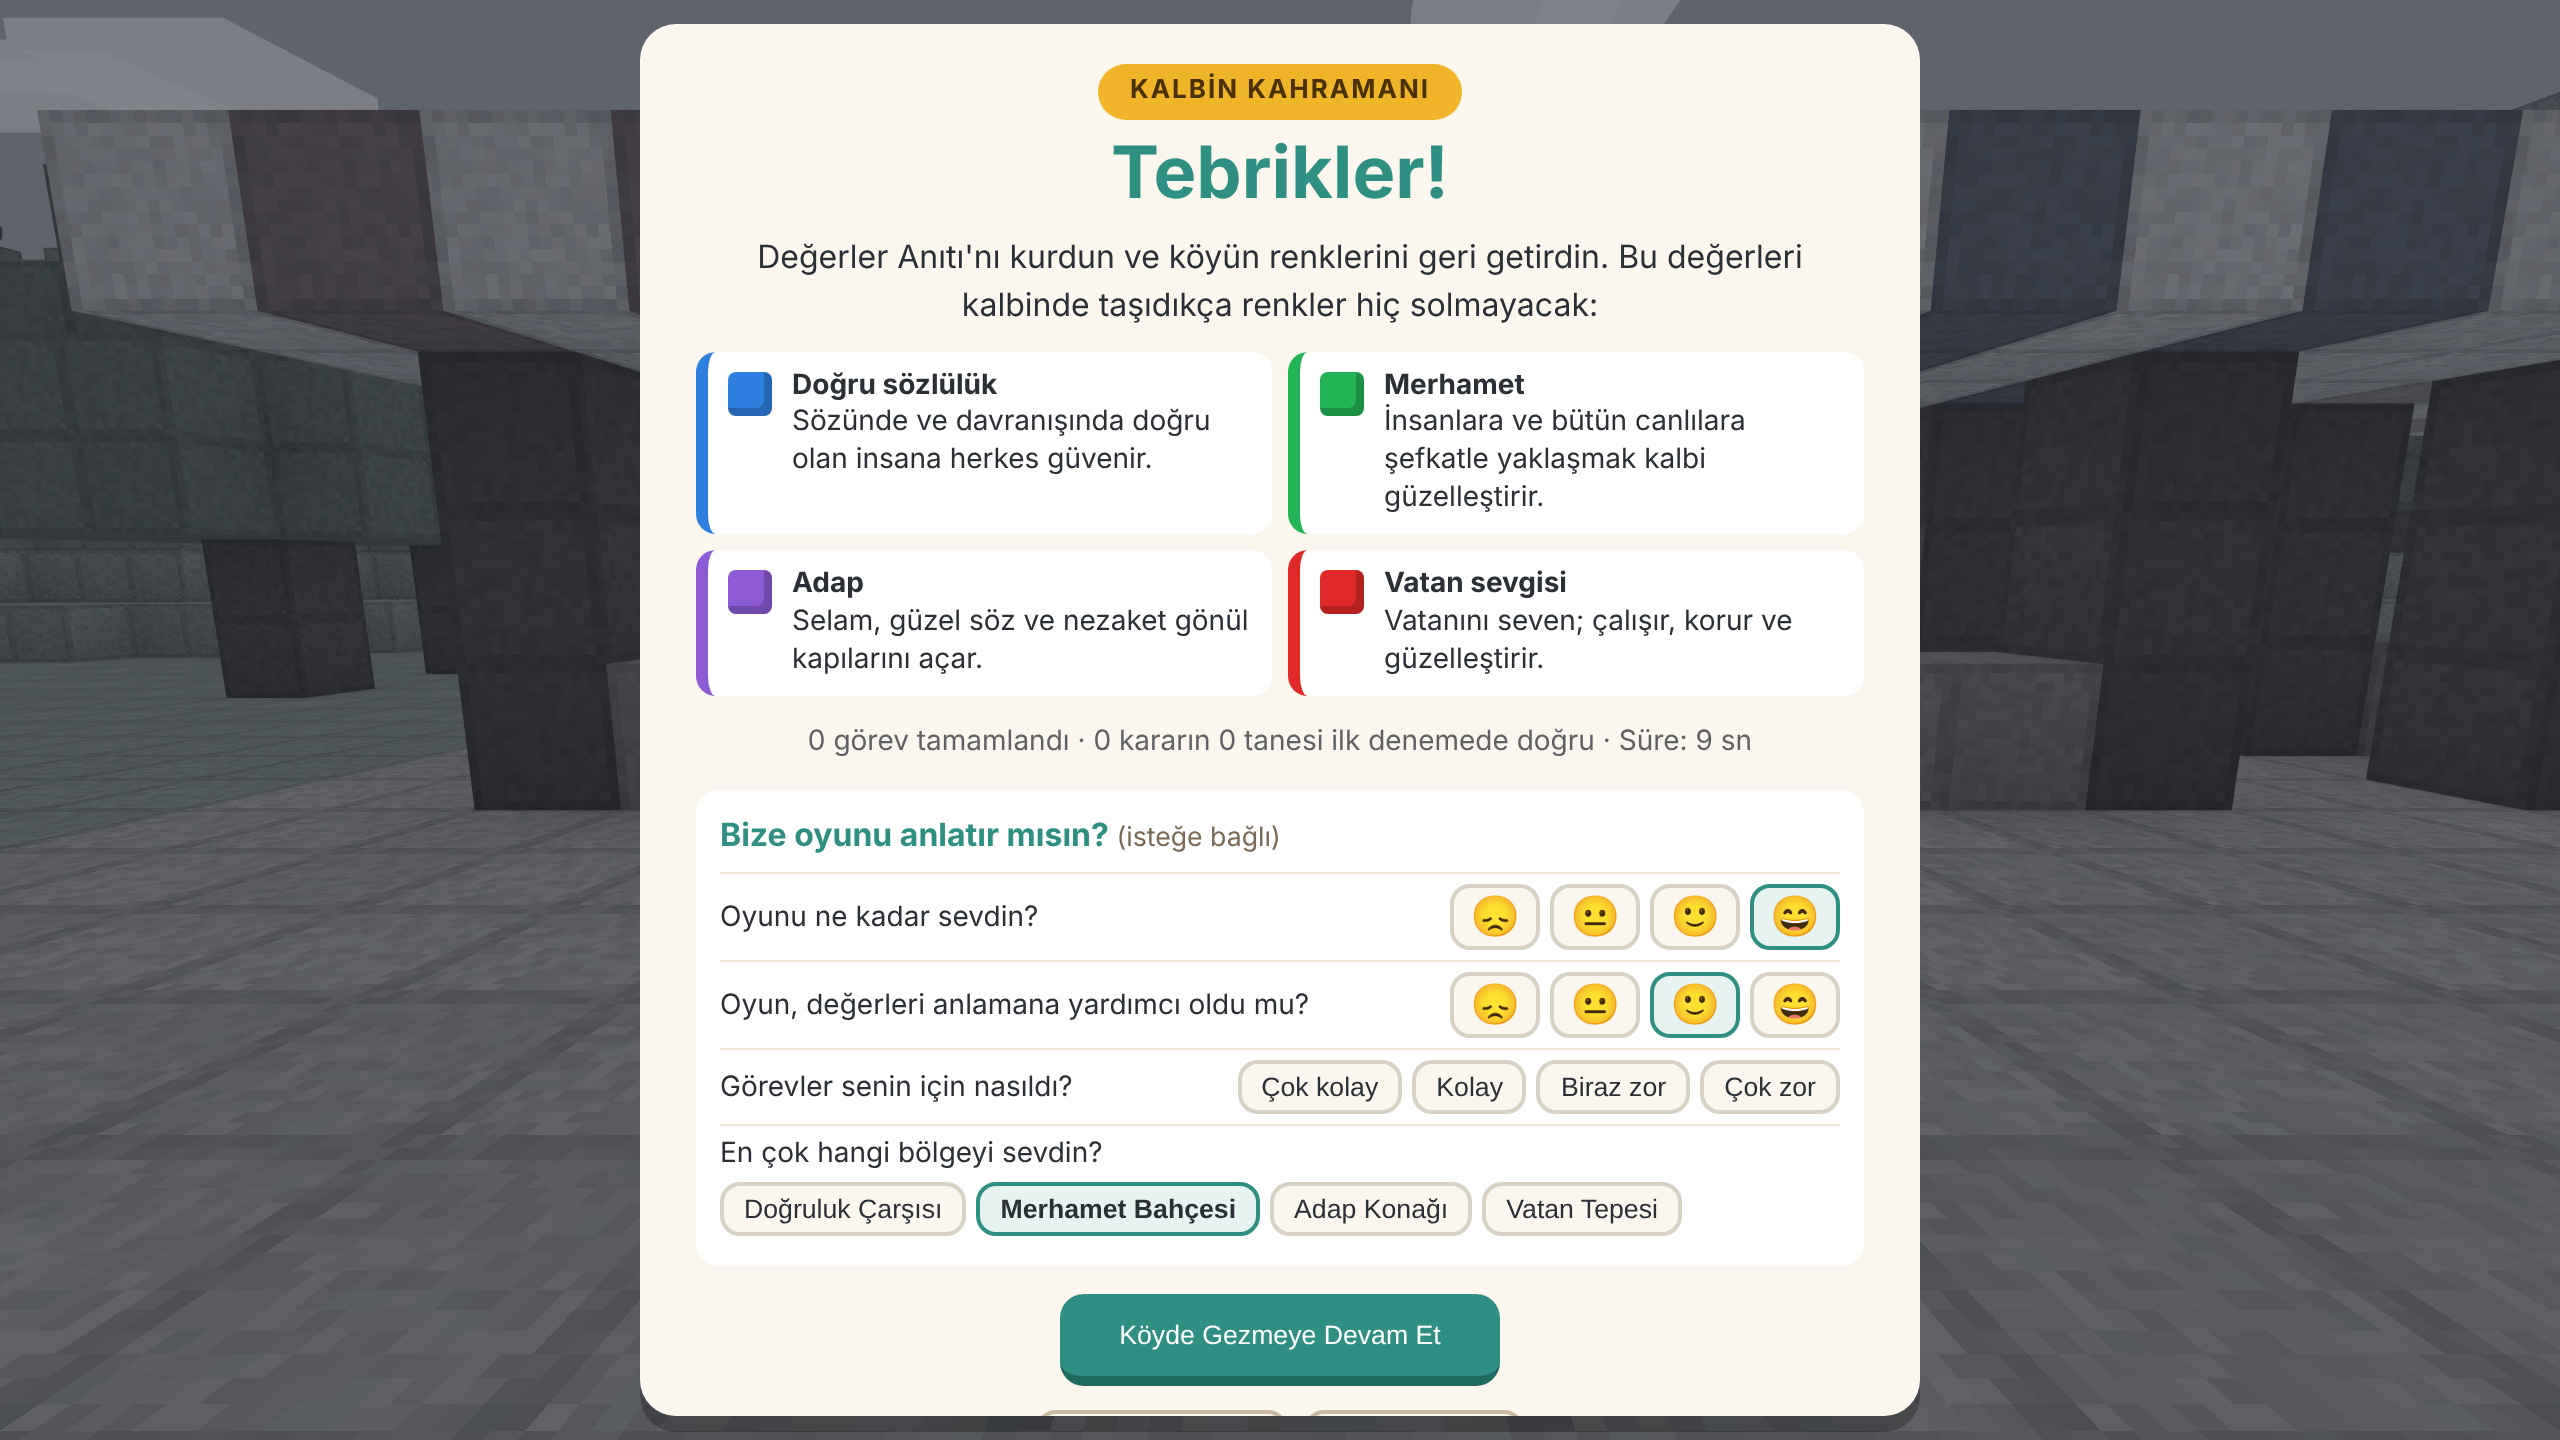 KALBİN KAHRAMANI
Tebrikler!
Değerler Anıtı'nı kurdun ve köyün renklerini geri getirdin. Bu değerleri
kalbinde taşıdıkça renkler hiç solmayacak:
Doğru sözlülük
Sözünde ve davranışında doğru
olan insana herkes güvenir.
Merhamet
İnsanlara ve bütün canlılara
şefkatle yaklaşmak kalbi
güzelleştirir.
Adap
Selam, güzel söz ve nezaket gönül
kapılarını açar.
Vatan sevgisi
Vatanını seven; çalışır, korur ve
güzelleştirir.
0 görev tamamlandı · 0 kararın 0 tanesi ilk denemede doğru · Süre: 9 sn
Bize oyunu anlatır mısın? (isteğe bağlı)
Oyunu ne kadar sevdin?
Oyun, değerleri anlamana yardımcı oldu mu?
Görevler senin için nasıldı? Çok kolay Kolay Biraz zor Çok zor
En çok hangi bölgeyi sevdin?
Doğruluk Çarşısı Merhamet Bahçesi Adap Konağı Vatan Tepesi
Köyde Gezmeye Devam Et